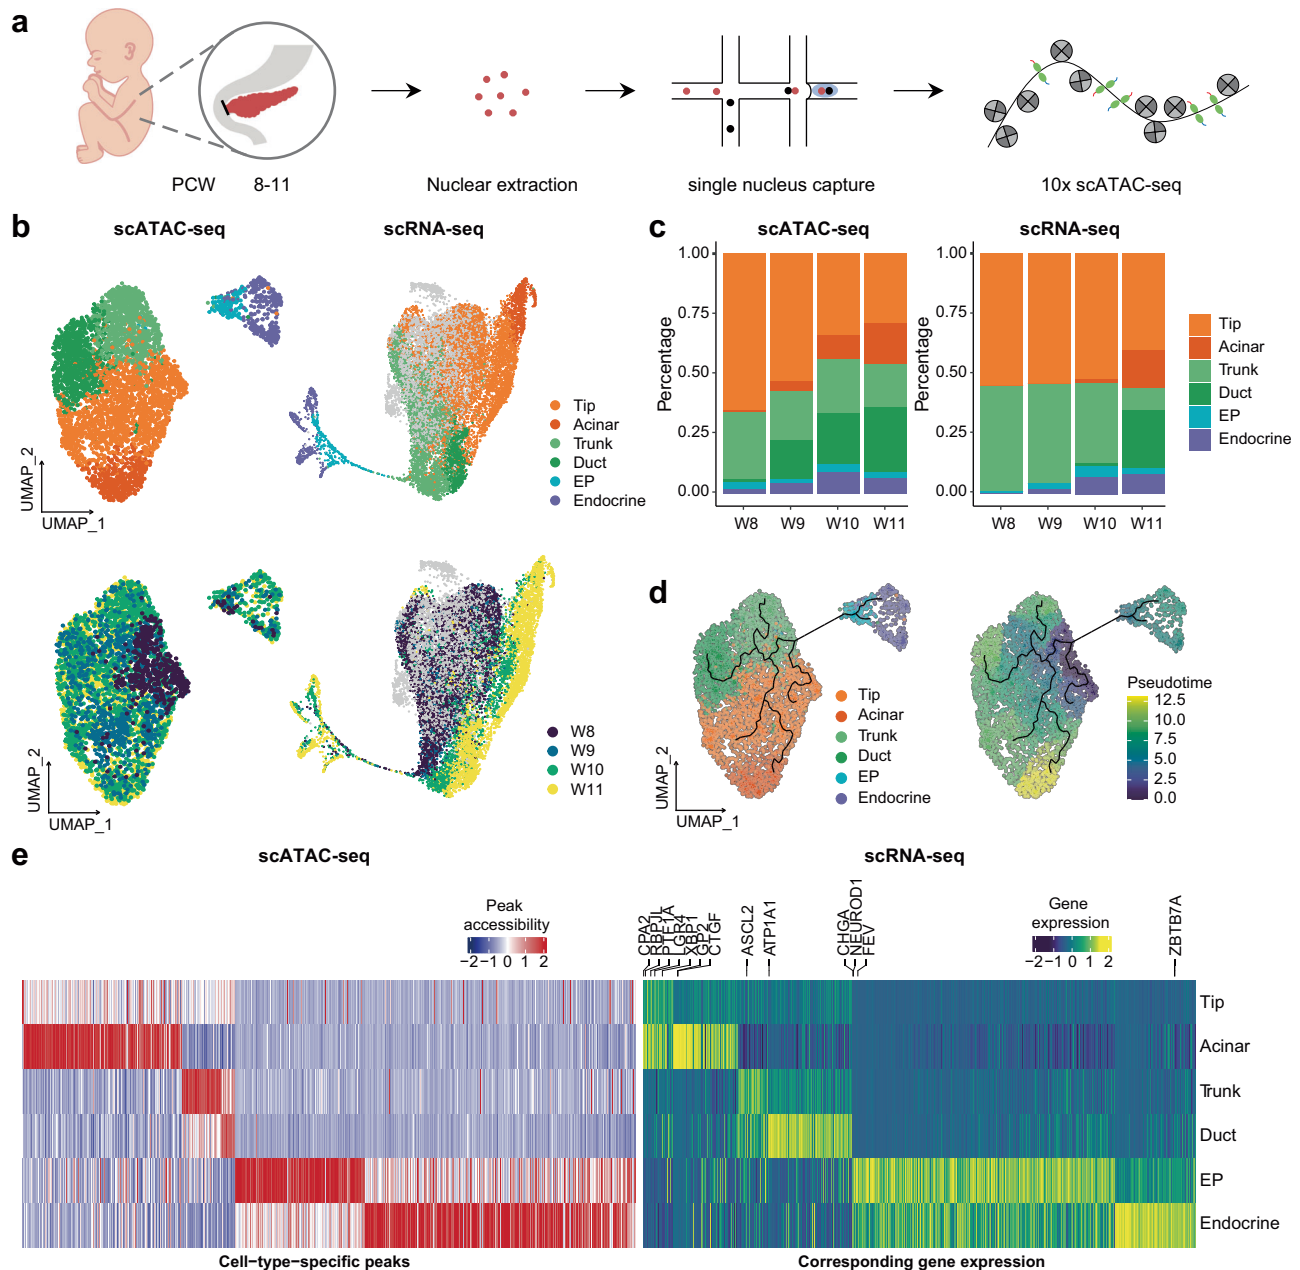 a
PCW 8-11
Nuclear extraction
single nucleus capture
10x scATAC-seq
b
scATAC-seq
scRNA-seq
Tip
Acinar
Trunk
Duct
EP
Endocrine
UMAP_2
UMAP_1
W8
W9
W10
W11
UMAP_2
UMAP_1
c
scATAC-seq
scRNA-seq
Percentage
1.00
0.75
0.50
0.25
0.00
W8 W9 W10 W11
Percentage
1.00
0.75
0.50
0.25
0.00
W8 W9 W10 W11
Tip
Acinar
Trunk
Duct
EP
Endocrine
d
Tip
Acinar
Trunk
Duct
EP
Endocrine
UMAP_2
UMAP_1
Pseudotime
12.5
10.0
7.5
5.0
2.5
0.0
e
scATAC-seq
scRNA-seq
Peak
accessibility
−2 −1 0 1 2
CPA2
RBPJL
PTF1A
LGR4
XBP1
GP2
CTGF
ASCL2
ATP1A1
CHGA
NEUROD1
FEV
ZBTB7A
Gene
expression
−2 −1 0 1 2
Tip
Acinar
Trunk
Duct
EP
Endocrine
Cell−type−specific peaks
Corresponding gene expression